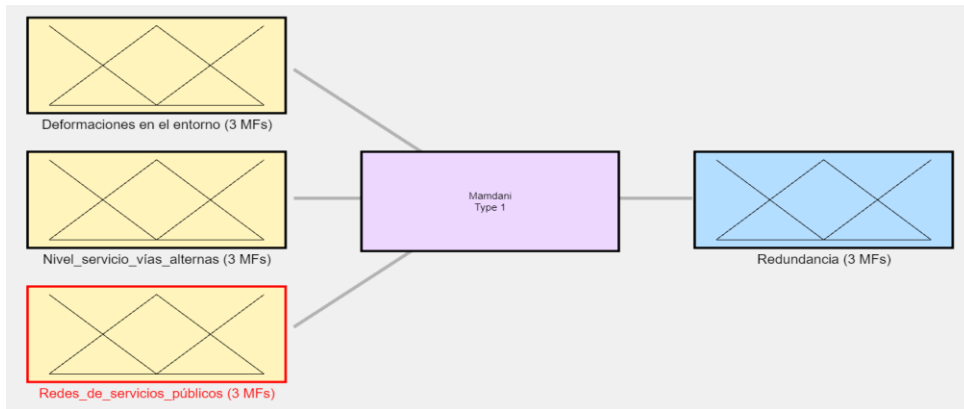 Deformaciones en el entorno (3 MFs)
Mamdani
Type 1
Nivel_servicio_vías_alternas (3 MFs)
Redundancia (3 MFs)
Redes_de_servicios_públicos (3 MFs)